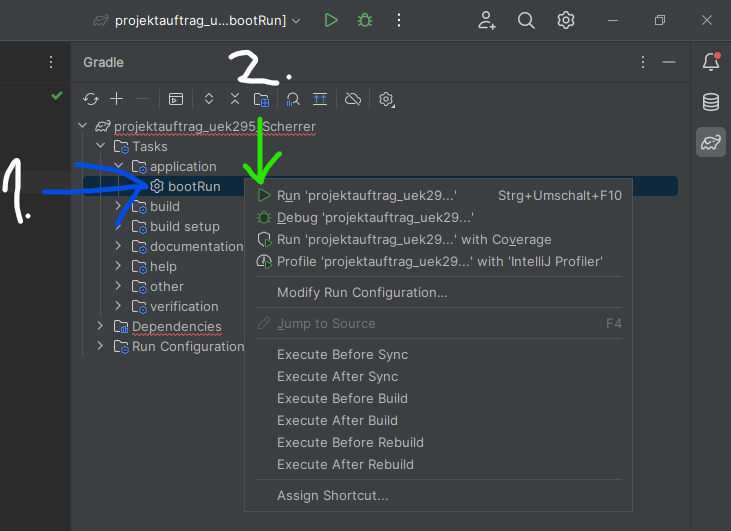 projektauftrag_u...bootRun]
Gradle
2.
projektauftrag_uek295_Scherrer
Tasks
application
1.
bootRun
build
build setup
documentation
help
other
verification
Dependencies
Run Configuration
Run 'projektauftrag_uek29...' Strg+Umschalt+F10
Debug 'projektauftrag_uek29...'
Run 'projektauftrag_uek29...' with Coverage
Profile 'projektauftrag_uek29...' with 'IntelliJ Profiler'
Modify Run Configuration...
Jump to Source F4
Execute Before Sync
Execute After Sync
Execute Before Build
Execute After Build
Execute Before Rebuild
Execute After Rebuild
Assign Shortcut...